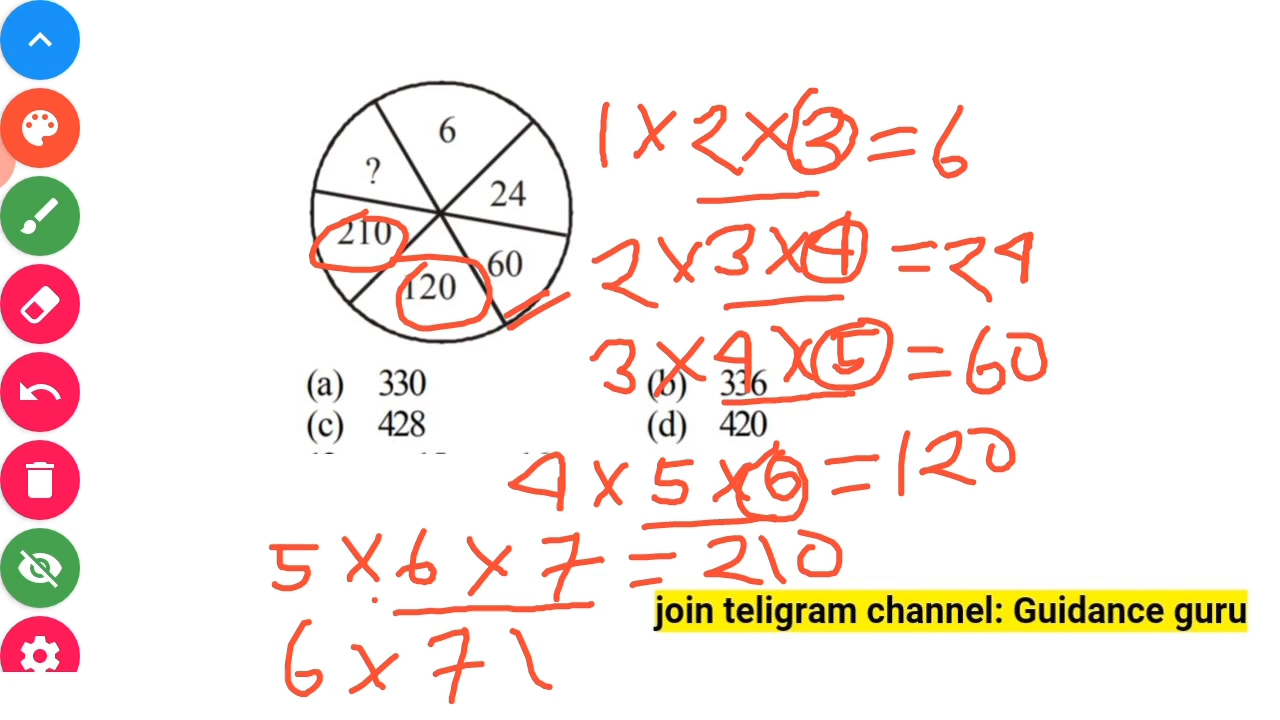 6
?
24
210
60
120
(a) 330 (b) 336
(c) 428 (d) 420
1 × 2 × 3 = 6
2 × 3 × 4 = 24
3 × 4 × 5 = 60
4 × 5 × 6 = 120
5 × 6 × 7 = 210
6 × 7
join teligram channel: Guidance guru